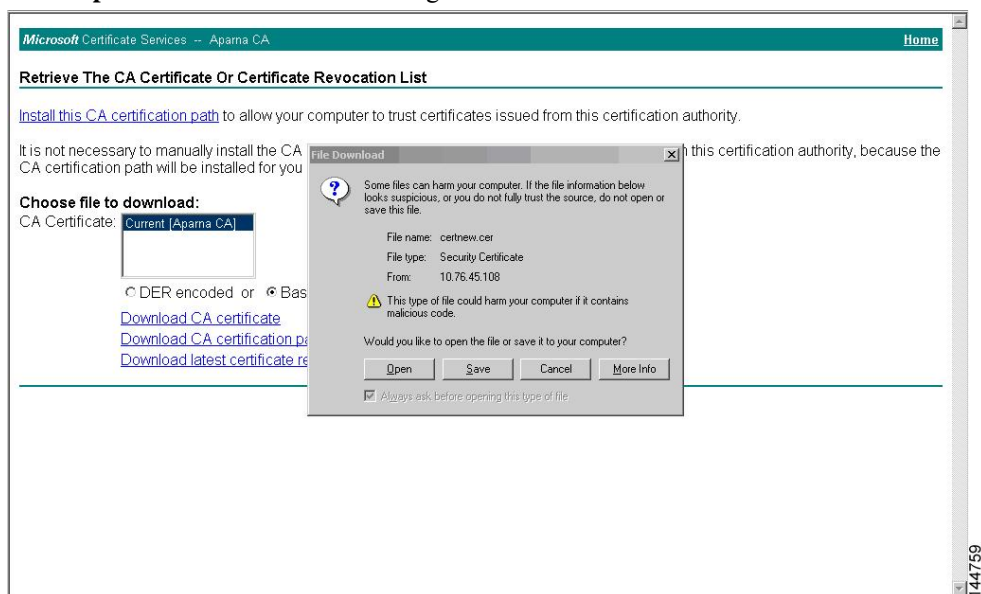 Microsoft Certificate Services -- Aparna CA Home
Retrieve The CA Certificate Or Certificate Revocation List
Install this CA certification path to allow your computer to trust certificates issued from this certification authority.
It is not necessary to manually install the CA
this certification authority, because the
CA certification path will be installed for you
Choose file to download:
CA Certificate: Current [Aparna CA]
DER encoded or Bas
Download CA certificate
Download CA certification pa
Download latest certificate re
File Download
Some files can harm your computer. If the file information below
looks suspicious, or you do not fully trust the source, do not open or
save this file.
File name: certnew.cer
File type: Security Certificate
From: 10.76.45.108
This type of file could harm your computer if it contains
malicious code.
Would you like to open the file or save it to your computer?
Open Save Cancel More Info
Always ask before opening this type of file
144759